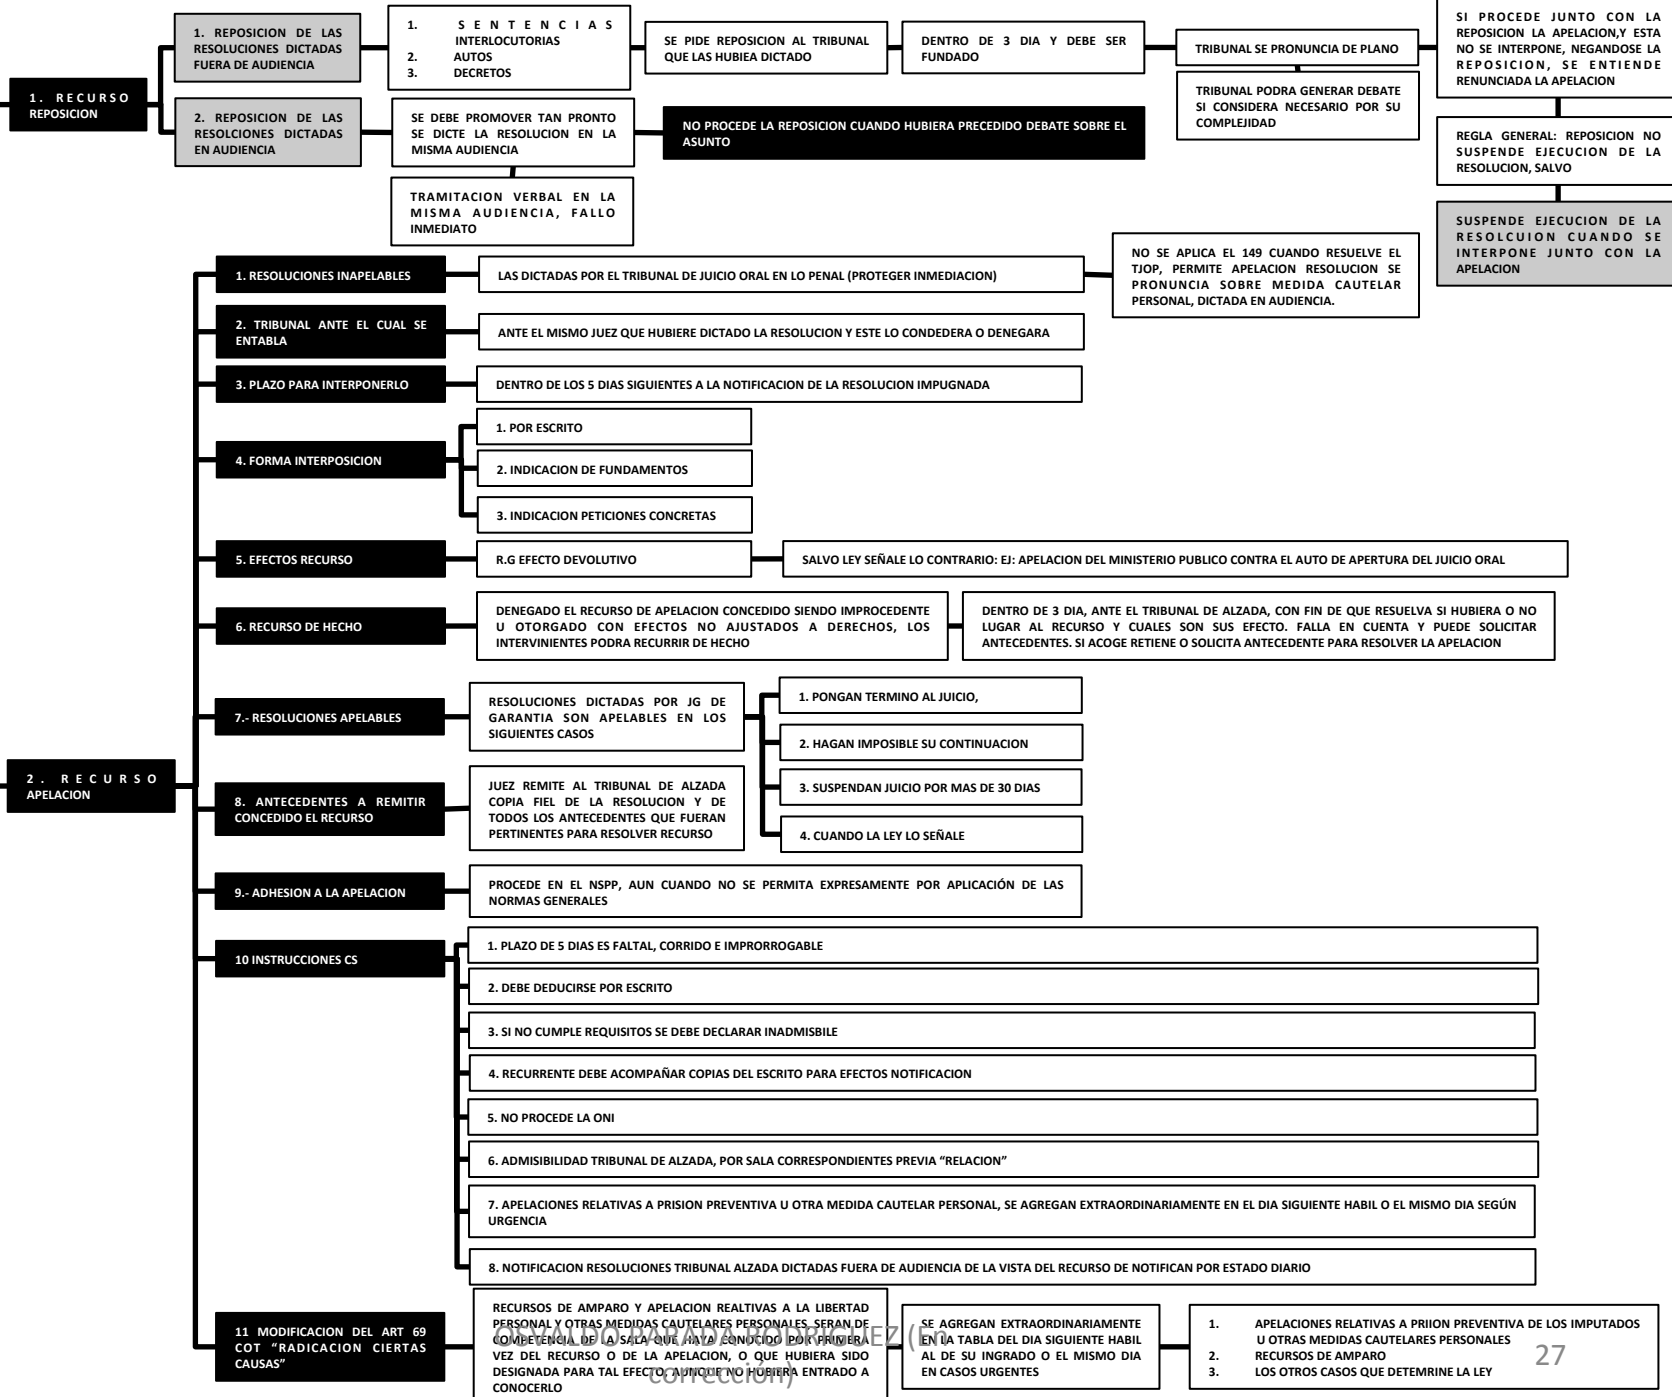 1. RECURSO
REPOSICION
1. REPOSICION DE LAS
RESOLUCIONES DICTADAS
FUERA DE AUDIENCIA
1. SENTENCIAS
INTERLOCUTORIAS
2. AUTOS
3. DECRETOS
SE PIDE REPOSICION AL TRIBUNAL
QUE LAS HUBIEA DICTADO
DENTRO DE 3 DIA Y DEBE SER
FUNDADO
TRIBUNAL SE PRONUNCIA DE PLANO
TRIBUNAL PODRA GENERAR DEBATE
SI CONSIDERA NECESARIO POR SU
COMPLEJIDAD
SI PROCEDE JUNTO CON LA
REPOSICION LA APELACION,Y ESTA
NO SE INTERPONE, NEGANDOSE LA
REPOSICION, SE ENTIENDE
RENUNCIADA LA APELACION
REGLA GENERAL: REPOSICION NO
SUSPENDE EJECUCION DE LA
RESOLUCION, SALVO
SUSPENDE EJECUCION DE LA
RESOLCUION CUANDO SE
INTERPONE JUNTO CON LA
APELACION
2. REPOSICION DE LAS
RESOLCIONES DICTADAS
EN AUDIENCIA
SE DEBE PROMOVER TAN PRONTO
SE DICTE LA RESOLUCION EN LA
MISMA AUDIENCIA
NO PROCEDE LA REPOSICION CUANDO HUBIERA PRECEDIDO DEBATE SOBRE EL
ASUNTO
TRAMITACION VERBAL EN LA
MISMA AUDIENCIA, FALLO
INMEDIATO
2. RECURSO
APELACION
1. RESOLUCIONES INAPELABLES
LAS DICTADAS POR EL TRIBUNAL DE JUICIO ORAL EN LO PENAL (PROTEGER INMEDIACION)
NO SE APLICA EL 149 CUANDO RESUELVE EL
TJOP, PERMITE APELACION RESOLUCION SE
PRONUNCIA SOBRE MEDIDA CAUTELAR
PERSONAL, DICTADA EN AUDIENCIA.
2. TRIBUNAL ANTE EL CUAL SE
ENTABLA
ANTE EL MISMO JUEZ QUE HUBIERE DICTADO LA RESOLUCION Y ESTE LO CONDEDERA O DENEGARA
3. PLAZO PARA INTERPONERLO
DENTRO DE LOS 5 DIAS SIGUIENTES A LA NOTIFICACION DE LA RESOLUCION IMPUGNADA
4. FORMA INTERPOSICION
1. POR ESCRITO
2. INDICACION DE FUNDAMENTOS
3. INDICACION PETICIONES CONCRETAS
5. EFECTOS RECURSO
R.G EFECTO DEVOLUTIVO
SALVO LEY SEÑALE LO CONTRARIO: EJ: APELACION DEL MINISTERIO PUBLICO CONTRA EL AUTO DE APERTURA DEL JUICIO ORAL
6. RECURSO DE HECHO
DENEGADO EL RECURSO DE APELACION CONCEDIDO SIENDO IMPROCEDENTE
U OTORGADO CON EFECTOS NO AJUSTADOS A DERECHOS, LOS
INTERVINIENTES PODRA RECURRIR DE HECHO
DENTRO DE 3 DIA, ANTE EL TRIBUNAL DE ALZADA, CON FIN DE QUE RESUELVA SI HUBIERA O NO
LUGAR AL RECURSO Y CUALES SON SUS EFECTO. FALLA EN CUENTA Y PUEDE SOLICITAR
ANTECEDENTES. SI ACOGE RETIENE O SOLICITA ANTECEDENTE PARA RESOLVER LA APELACION
7.- RESOLUCIONES APELABLES
RESOLUCIONES DICTADAS POR JG DE
GARANTIA SON APELABLES EN LOS
SIGUIENTES CASOS
1. PONGAN TERMINO AL JUICIO,
2. HAGAN IMPOSIBLE SU CONTINUACION
3. SUSPENDAN JUICIO POR MAS DE 30 DIAS
4. CUANDO LA LEY LO SEÑALE
8. ANTECEDENTES A REMITIR
CONCEDIDO EL RECURSO
JUEZ REMITE AL TRIBUNAL DE ALZADA
COPIA FIEL DE LA RESOLUCION Y DE
TODOS LOS ANTECEDENTES QUE FUERAN
PERTINENTES PARA RESOLVER RECURSO
9.- ADHESION A LA APELACION
PROCEDE EN EL NSPP, AUN CUANDO NO SE PERMITA EXPRESAMENTE POR APLICACIÓN DE LAS
NORMAS GENERALES
10 INSTRUCCIONES CS
1. PLAZO DE 5 DIAS ES FALTAL, CORRIDO E IMPRORROGABLE
2. DEBE DEDUCIRSE POR ESCRITO
3. SI NO CUMPLE REQUISITOS SE DEBE DECLARAR INADMISBILE
4. RECURRENTE DEBE ACOMPAÑAR COPIAS DEL ESCRITO PARA EFECTOS NOTIFICACION
5. NO PROCEDE LA ONI
6. ADMISIBILIDAD TRIBUNAL DE ALZADA, POR SALA CORRESPONDIENTES PREVIA “RELACION”
7. APELACIONES RELATIVAS A PRISION PREVENTIVA U OTRA MEDIDA CAUTELAR PERSONAL, SE AGREGAN EXTRAORDINARIAMENTE EN EL DIA SIGUIENTE HABIL O EL MISMO DIA SEGÚN
URGENCIA
8. NOTIFICACION RESOLUCIONES TRIBUNAL ALZADA DICTADAS FUERA DE AUDIENCIA DE LA VISTA DEL RECURSO DE NOTIFICAN POR ESTADO DIARIO
11 MODIFICACION DEL ART 69
COT “RADICACION CIERTAS
CAUSAS”
RECURSOS DE AMPARO Y APELACION REALTIVAS A LA LIBERTAD
PERSONAL Y OTRAS MEDIDAS CAUTELARES PERSONALES, SERAN DE
COMPETENCIA DE LA SALA QUE HAYA CONOCIDO POR PRIMERA
VEZ DEL RECURSO O DE LA APELACION, O QUE HUBIERA SIDO
DESIGNADA PARA TAL EFECTO, AUNQUE NO HUBIERA ENTRADO A
CONOCERLO
SE AGREGAN EXTRAORDINARIAMENTE
EN LA TABLA DEL DIA SIGUIENTE HABIL
AL DE SU INGRADO O EL MISMO DIA
EN CASOS URGENTES
1. APELACIONES RELATIVAS A PRIION PREVENTIVA DE LOS IMPUTADOS
U OTRAS MEDIDAS CAUTELARES PERSONALES
2. RECURSOS DE AMPARO
3. LOS OTROS CASOS QUE DETEMRINE LA LEY
OSVALDO PARADA RODRIGUEZ (En
corrección)
27